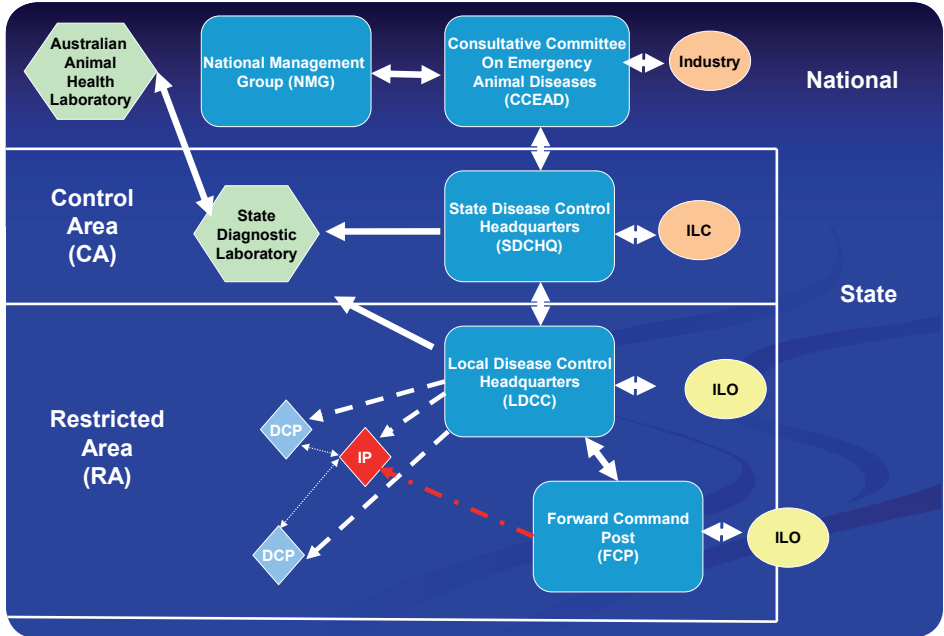 Australian
Animal
Health
Laboratory
National Management
Group (NMG)
Consultative Committee
On Emergency
Animal Diseases
(CCEAD)
Industry
National
Control
Area
(CA)
State
Diagnostic
Laboratory
State Disease Control
Headquarters
(SDCHQ)
ILC
State
Restricted
Area
(RA)
Local Disease Control
Headquarters
(LDCC)
ILO
DCP
IP
DCP
Forward Command
Post
(FCP)
ILO